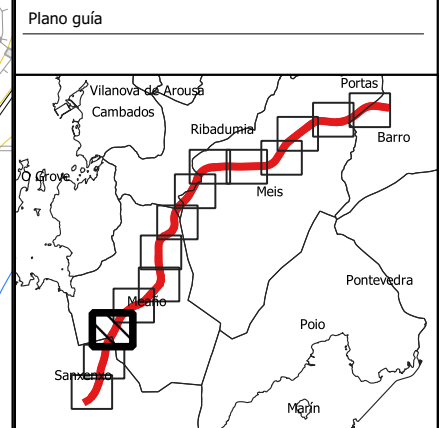 Plano guía
Portas
Vilanova de Arousa
Cambados
Ribadumia
Barro
O Grove
Meis
Pontevedra
Meaño
Poio
Sanxenxo
Marín